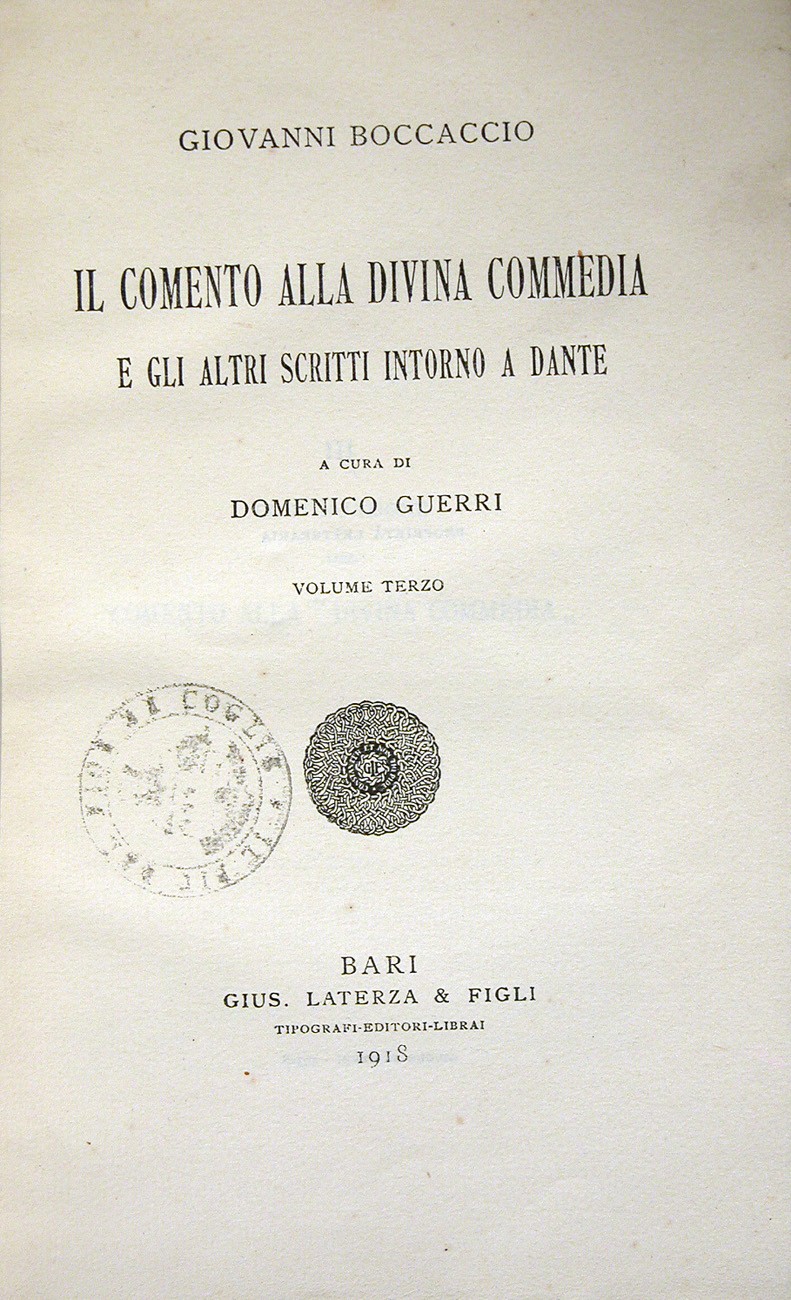 GIOVANNI BOCCACCIO
IL COMENTO ALLA DIVINA COMMEDIA
E GLI ALTRI SCRITTI INTORNO A DANTE
A CURA DI
DOMENICO GUERRI
VOLUME TERZO
BARI
GIUS. LATERZA & FIGLI
TIPOGRAFI-EDITORI-LIBRAI
1918